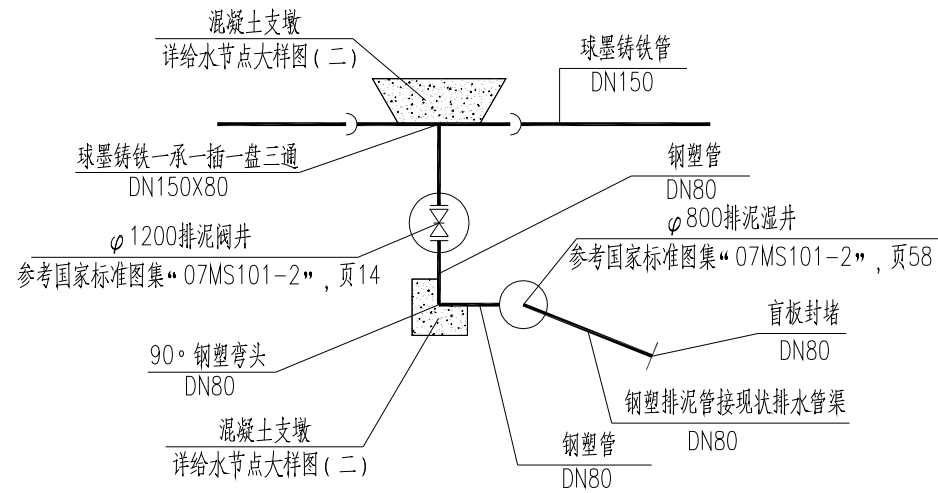 混凝土支墩
详给水节点大样图(二)
球墨铸铁管
DN150
球墨铸铁一承一插一盘三通
DN150X80
钢塑管
DN80
φ1200排泥阀井
参考国家标准图集“07MS101-2”,页14
φ800排泥湿井
参考国家标准图集“07MS101-2”,页58
盲板封堵
DN80
90°钢塑弯头
DN80
钢塑排泥管接现状排水管渠
DN80
混凝土支墩
详给水节点大样图(二)
钢塑管
DN80